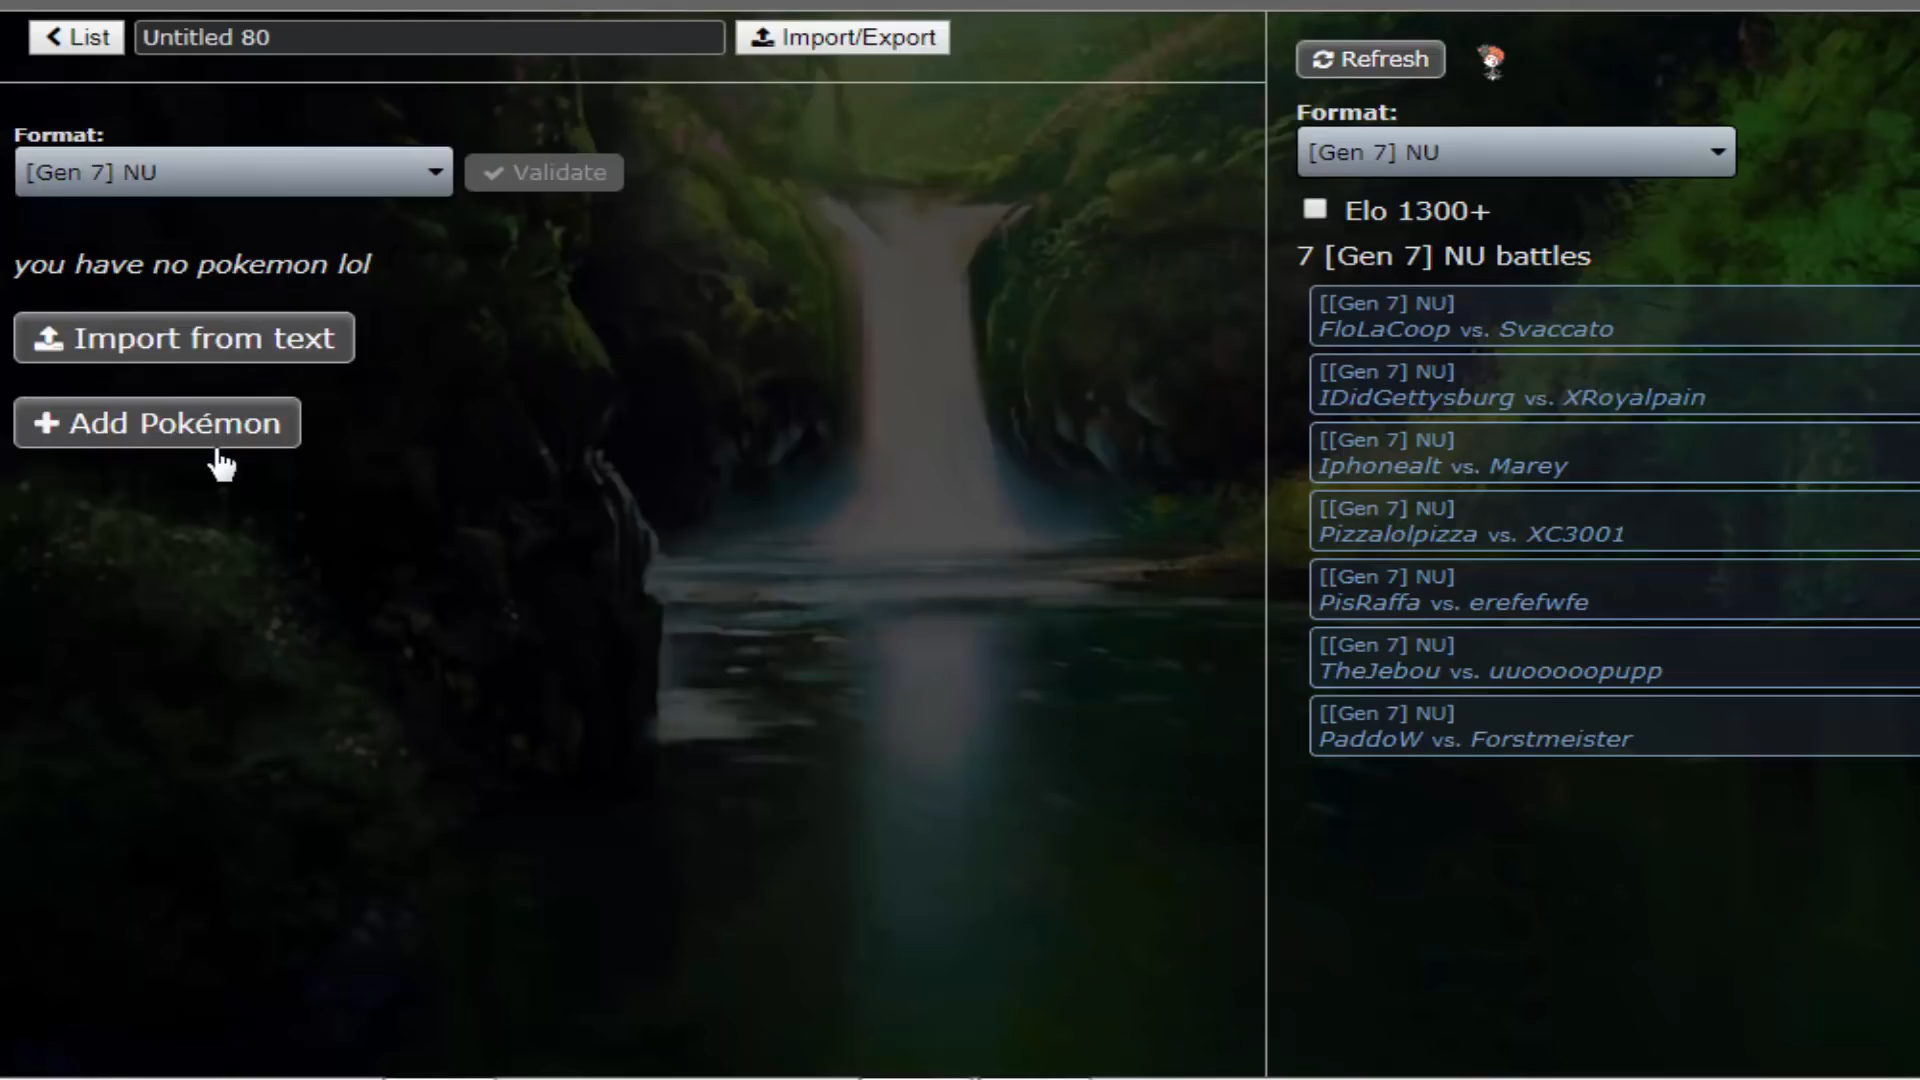 List
Untitled 80
Import/Export
Format:
[Gen 7] NU
Validate
you have no pokemon lol
Import from text
Add Pokémon
Refresh
Format:
[Gen 7] NU
Elo 1300+
7 [Gen 7] NU battles
[[Gen 7] NU]
FloLaCoop vs. Svaccato
[[Gen 7] NU]
IDidGettysburg vs. XRoyalpain
[[Gen 7] NU]
Iphonealt vs. Marey
[[Gen 7] NU]
Pizzalolpizza vs. XC3001
[[Gen 7] NU]
PisRaffa vs. erefefwfe
[[Gen 7] NU]
TheJebou vs. uuooooopupp
[[Gen 7] NU]
PaddoW vs. Forstmeister